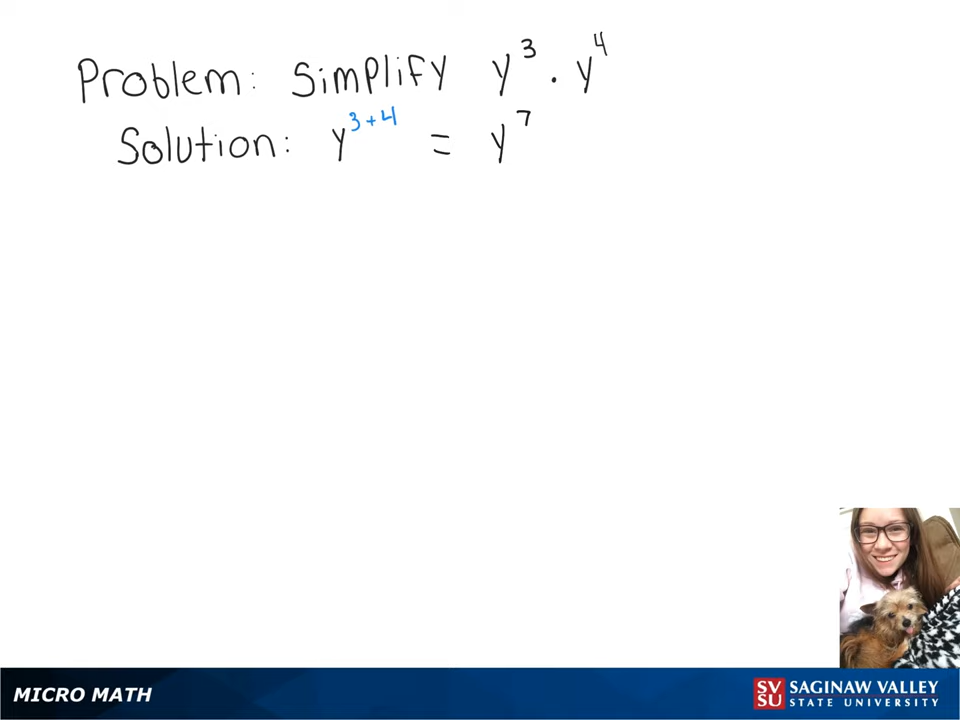 Problem: Simplify y³ · y⁴
Solution: y³⁺⁴ = y⁷
MICRO MATH
SVSU SAGINAW VALLEY
STATE UNIVERSITY